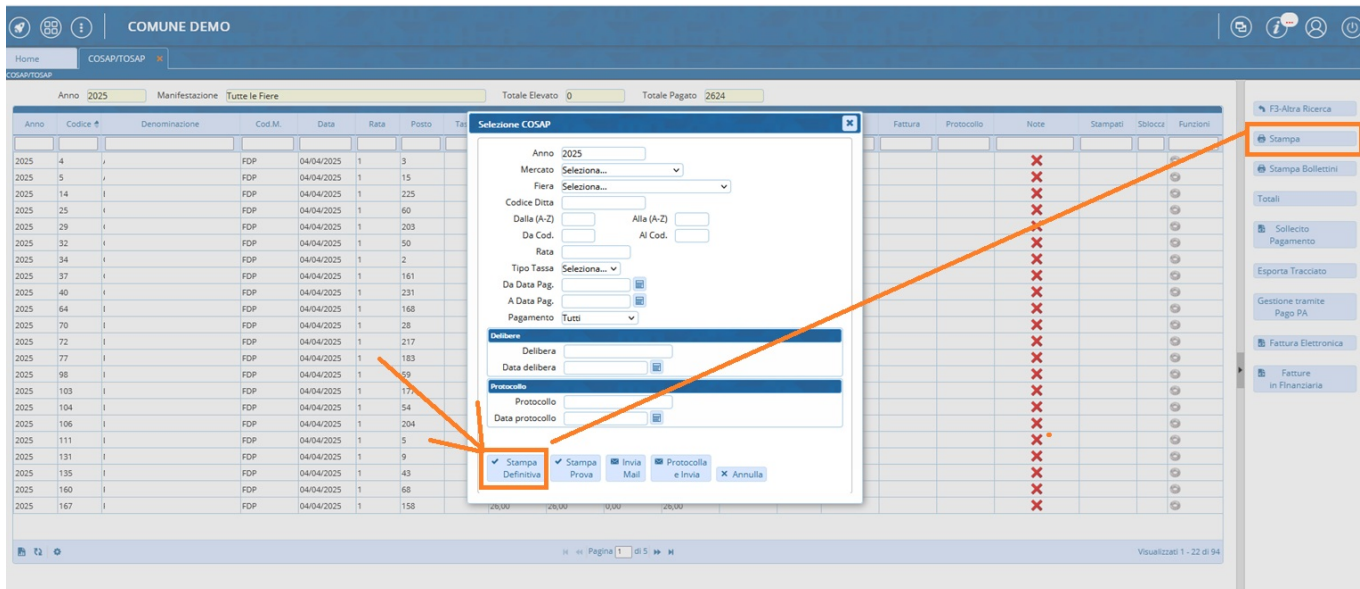 COMUNE DEMO
Home COSAP/TOSAP
COSAP/TOSAP
Anno 2025 Manifestazione Tutte le Fiere Totale Elevato 0 Totale Pagato 2624
Anno Codice Denominazione Cod.M. Data Rata Posto Fattura Protocollo Note Stampati Sblocca Funzioni
2025 4 FDP 04/04/2025 1 3
2025 5 FDP 04/04/2025 1 15
2025 14 FDP 04/04/2025 1 225
2025 25 FDP 04/04/2025 1 60
2025 29 FDP 04/04/2025 1 203
2025 32 FDP 04/04/2025 1 50
2025 34 FDP 04/04/2025 1 2
2025 37 FDP 04/04/2025 1 161
2025 40 FDP 04/04/2025 1 231
2025 64 FDP 04/04/2025 1 168
2025 70 FDP 04/04/2025 1 28
2025 72 FDP 04/04/2025 1 217
2025 77 FDP 04/04/2025 1 183
2025 98 FDP 04/04/2025 1 59
2025 103 FDP 04/04/2025 1
2025 104 FDP 04/04/2025 1 54
2025 106 FDP 04/04/2025 1 204
2025 111 FDP 04/04/2025 1 5
2025 131 FDP 04/04/2025 1 9
2025 135 FDP 04/04/2025 1 43
2025 160 FDP 04/04/2025 1 68
2025 167 FDP 04/04/2025 1 158 26,00 26,00 0,00 26,00
Pagina 1 di 5 Visualizzati 1 - 22 di 94
Selezione COSAP
Anno 2025
Mercato Seleziona...
Fiera Seleziona...
Codice Ditta
Dalla (A-Z) Alla (A-Z)
Da Cod. Al Cod.
Rata
Tipo Tassa Seleziona...
Da Data Pag.
A Data Pag.
Pagamento Tutti
Delibere
Delibera
Data delibera
Protocollo
Protocollo
Data protocollo
Stampa Definitiva
Stampa Prova
Invia Mail
Protocolla e Invia
Annulla
F3-Altra Ricerca
Stampa
Stampa Bollettini
Totali
Sollecito
Pagamento
Esporta Tracciato
Gestione tramite
Pago PA
Fattura Elettronica
Fatture
in FInanziaria